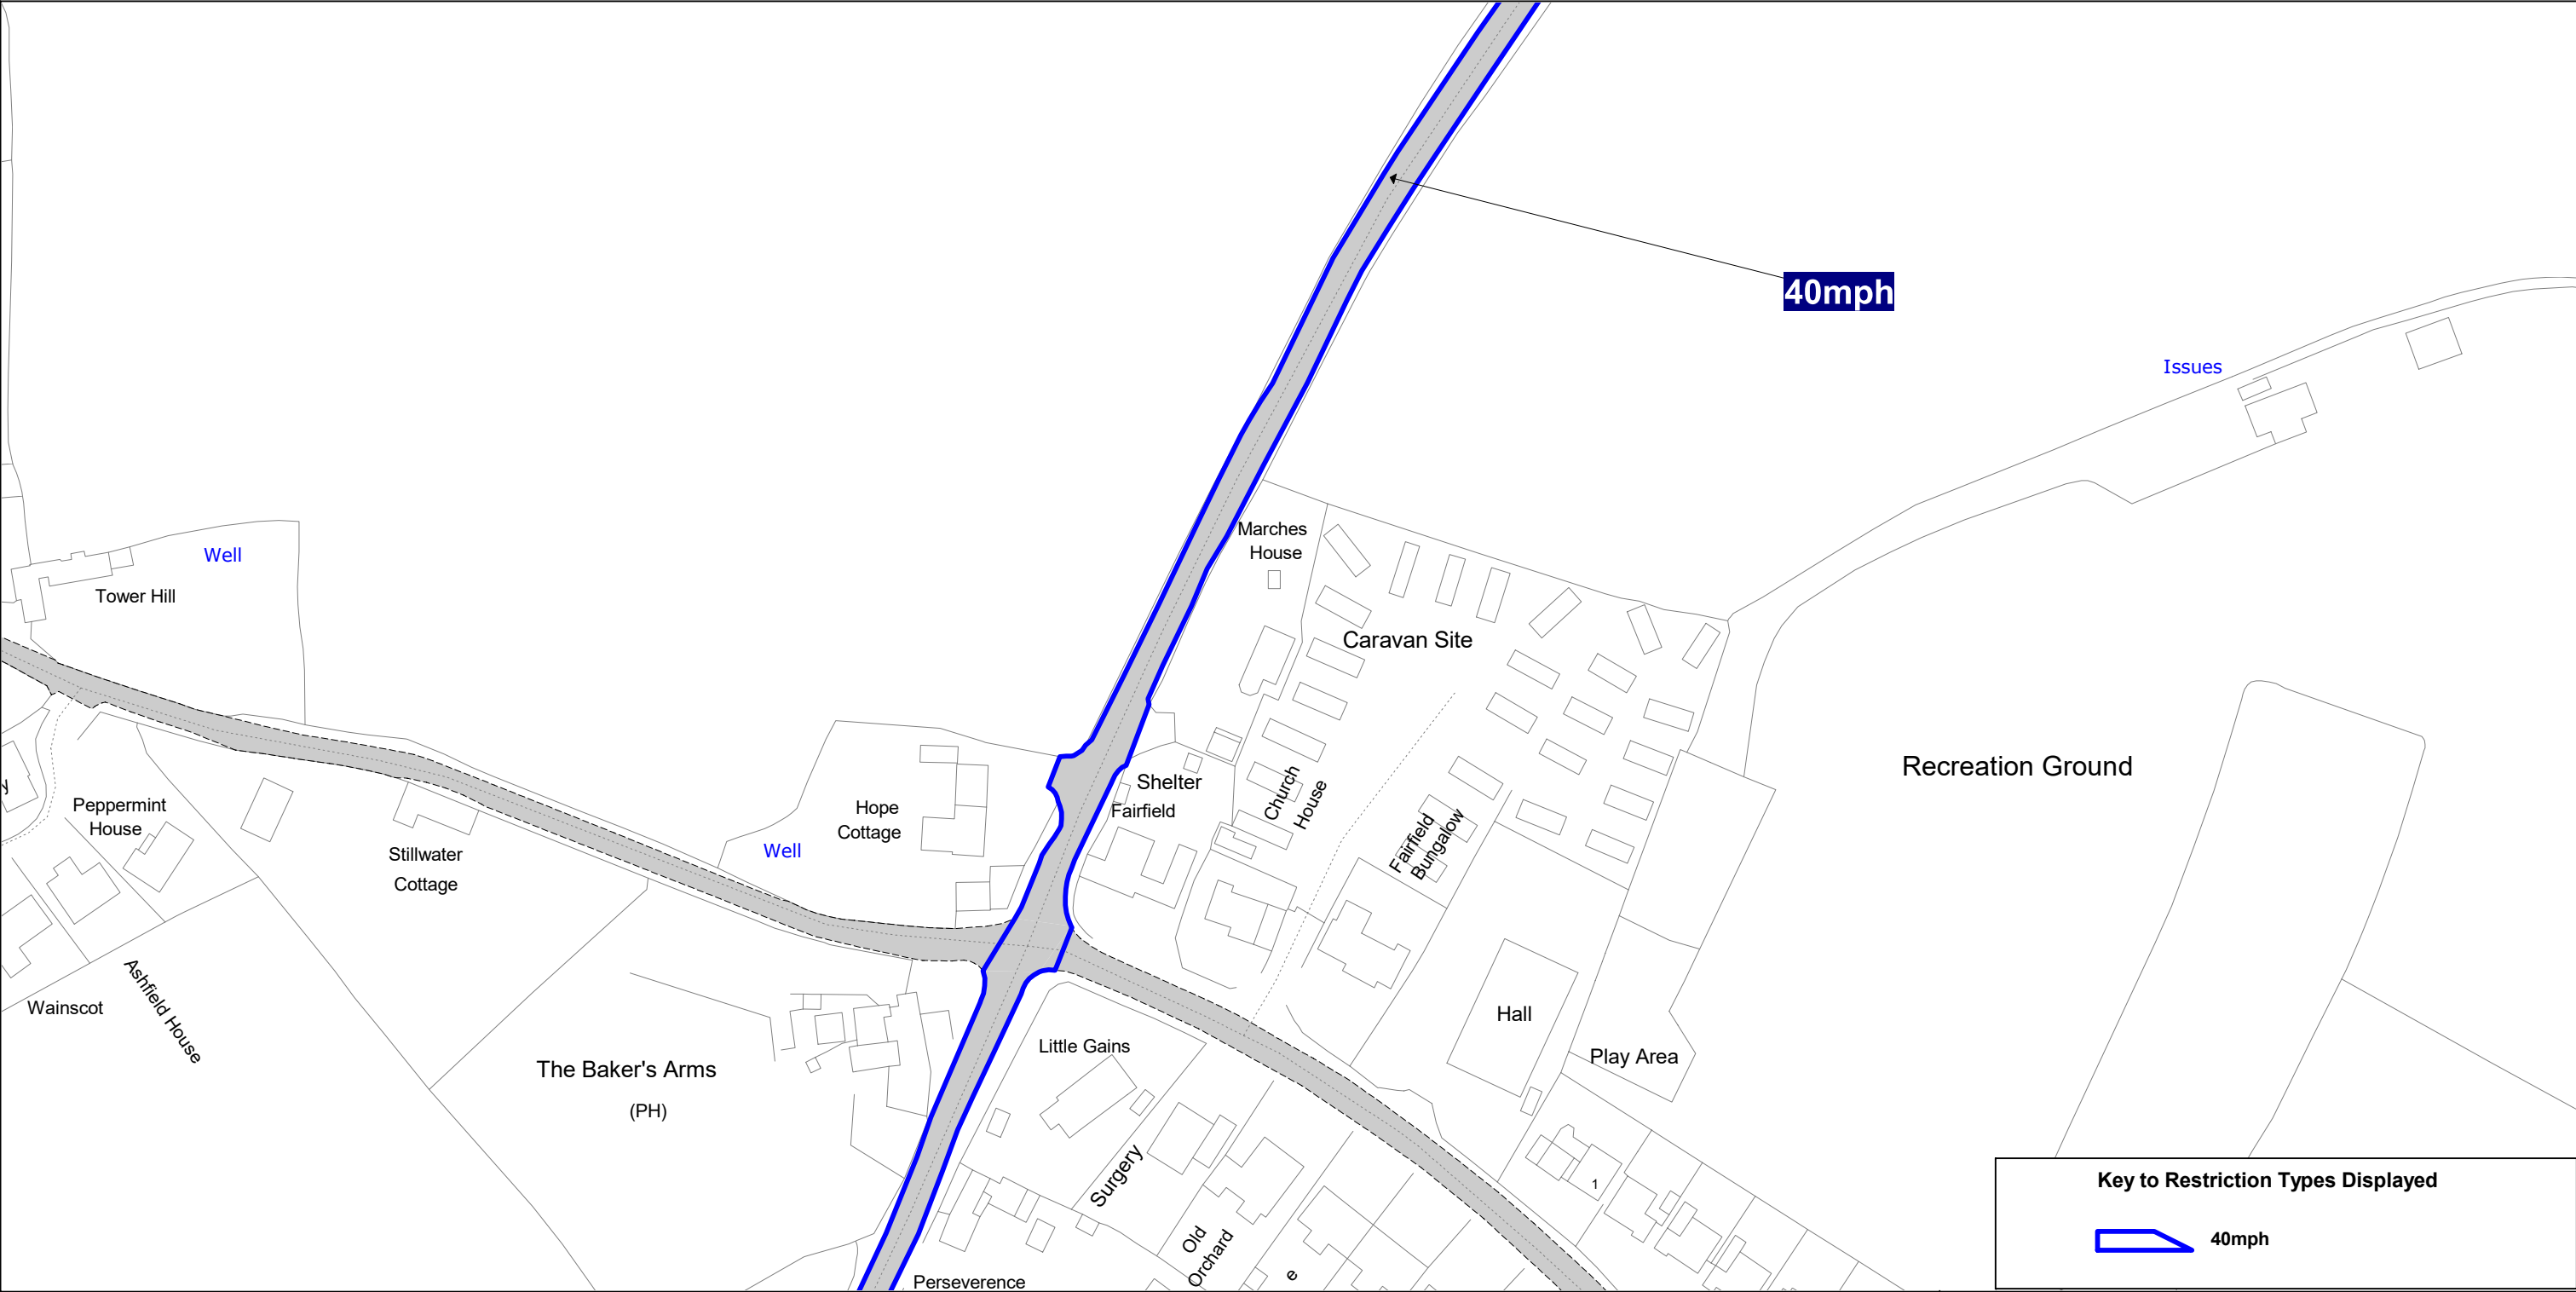 40mph
Issues
Marches
House
Well
Tower Hill
Caravan Site
Recreation Ground
Shelter
Fairfield
Church
House
Hope
Cottage
Well
Peppermint
House
y
Stillwater
Cottage
Fairfield
Bungalow
Ashfield House
Wainscot
Hall
Little Gains
Play Area
The Baker's Arms
(PH)
Surgery
1
Old
Orchard
e
Perseverence
Key to Restriction Types Displayed
40mph